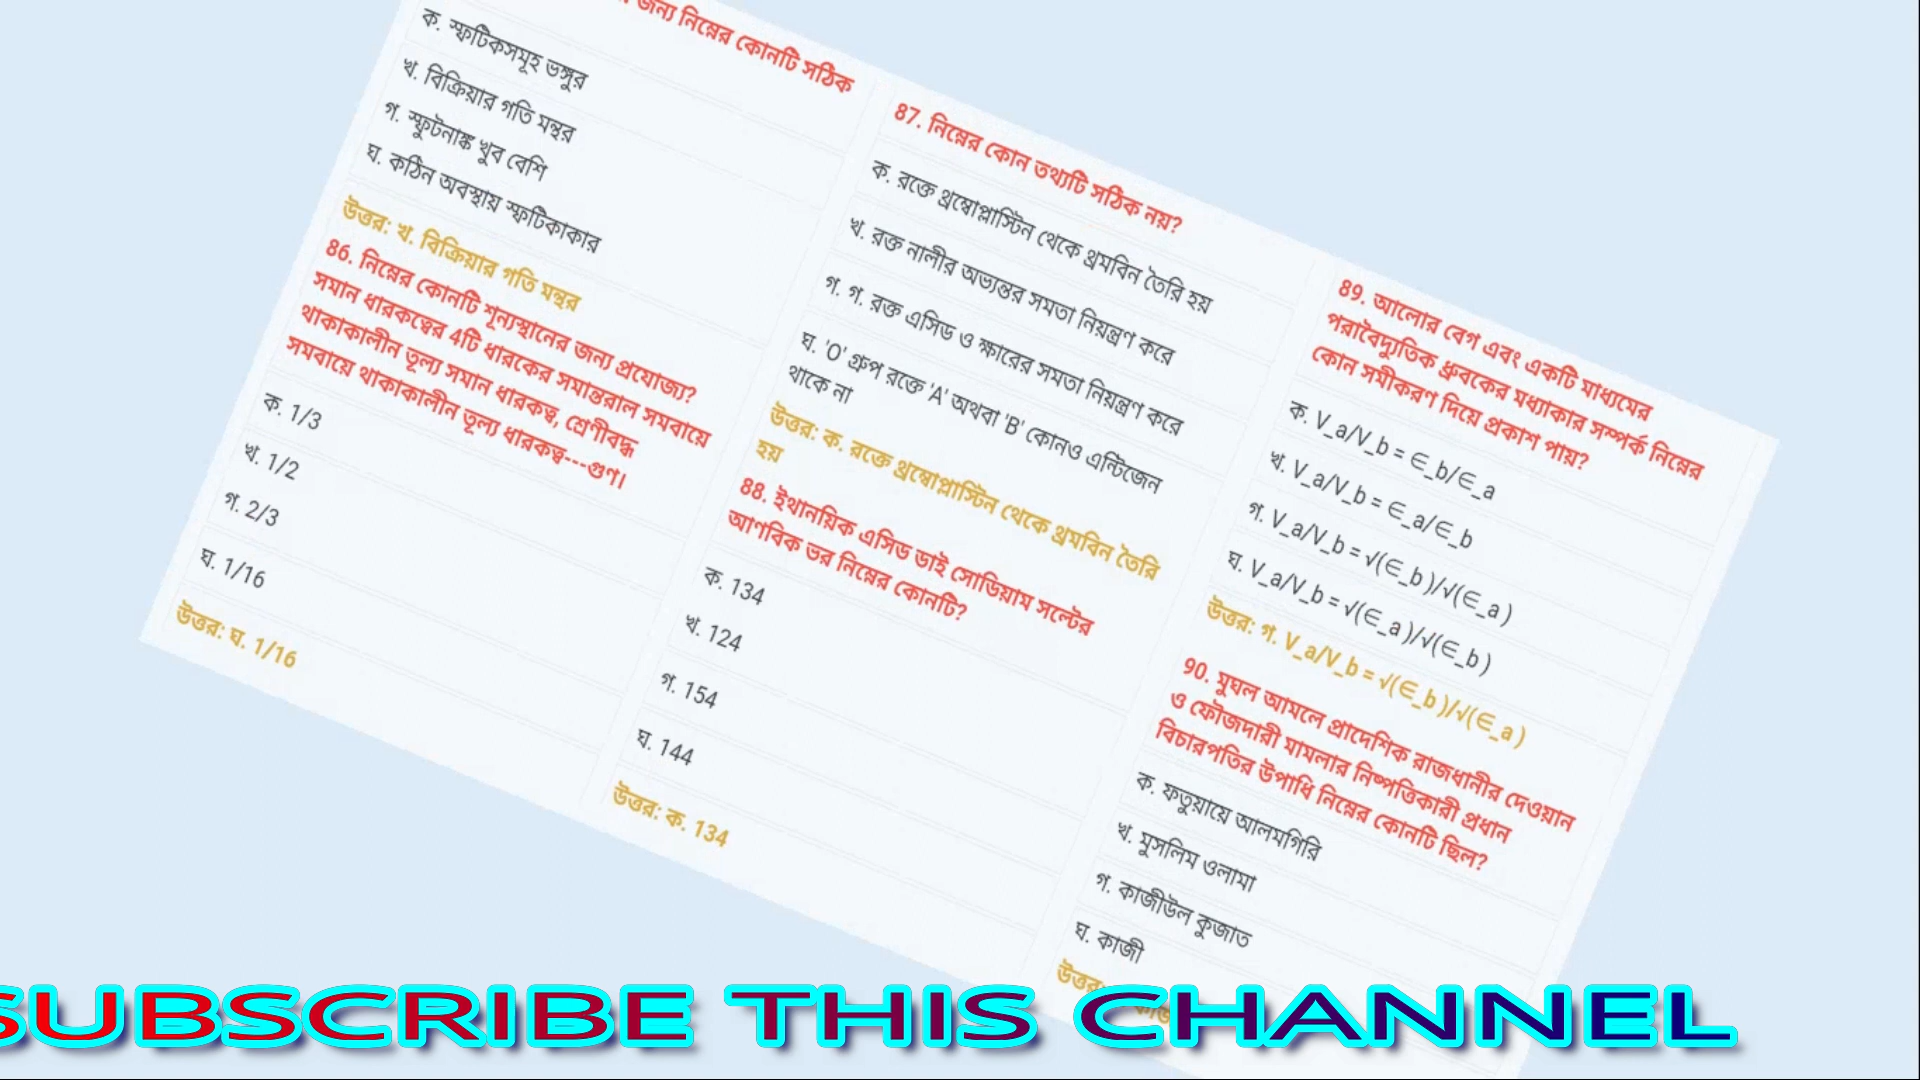 জন্য নিম্নের কোনটি সঠিক
ক. স্ফটিকসমূহ ভঙ্গুর
খ. বিক্রিয়ার গতি মন্থর
গ. স্ফুটনাঙ্ক খুব বেশি
ঘ. কঠিন অবস্থায় স্ফটিকাকার
উত্তর: খ. বিক্রিয়ার গতি মন্থর
86. নিম্নের কোনটি শূন্যস্থানের জন্য প্রযোজ্য?
সমান ধারকত্বের 4টি ধারকের সমান্তরাল সমবায়ে
থাকাকালীন তূল্য সমান ধারকত্ব, শ্রেণীবদ্ধ
সমবায়ে থাকাকালীন তূল্য ধারকত্ব---গুণ।
ক. 1/3
খ. 1/2
গ. 2/3
ঘ. 1/16
উত্তর: ঘ. 1/16
87. নিম্নের কোন তথ্যটি সঠিক নয়?
ক. রক্তে থ্রম্বোপ্লাস্টিন থেকে থ্রমবিন তৈরি হয়
খ. রক্ত নালীর অভ্যন্তর সমতা নিয়ন্ত্রণ করে
গ. গ. রক্ত এসিড ও ক্ষারের সমতা নিয়ন্ত্রণ করে
ঘ. 'O' গ্রুপ রক্তে 'A' অথবা 'B' কোনও এন্টিজেন
থাকে না
উত্তর: ক. রক্তে থ্রম্বোপ্লাস্টিন থেকে থ্রমবিন তৈরি
হয়
88. ইথানয়িক এসিড ডাই সোডিয়াম সল্টের
আণবিক ভর নিম্নের কোনটি?
ক. 134
খ. 124
গ. 154
ঘ. 144
উত্তর: ক. 134
89. আলোর বেগ এবং একটি মাধ্যমের
পরাবৈদ্যুতিক ধ্রুবকের মধ্যাকার সম্পর্ক নিম্নের
কোন সমীকরণ দিয়ে প্রকাশ পায়?
ক. V_a/V_b = ∈_b/∈_a
খ. V_a/V_b = ∈_a/∈_b
গ. V_a/V_b = √(∈_b )/√(∈_a )
ঘ. V_a/V_b = √(∈_a )/√(∈_b )
উত্তর: গ. V_a/V_b = √(∈_b )/√(∈_a )
90. মুঘল আমলে প্রাদেশিক রাজধানীর দেওয়ান
ও ফৌজদারী মামলার নিষ্পত্তিকারী প্রধান
বিচারপতির উপাধি নিম্নের কোনটি ছিল?
ক. ফতুয়ায়ে আলমগিরি
খ. মুসলিম ওলামা
গ. কাজীউল কুজাত
ঘ. কাজী
উত্তর:
SUBSCRIBE THIS CHANNEL